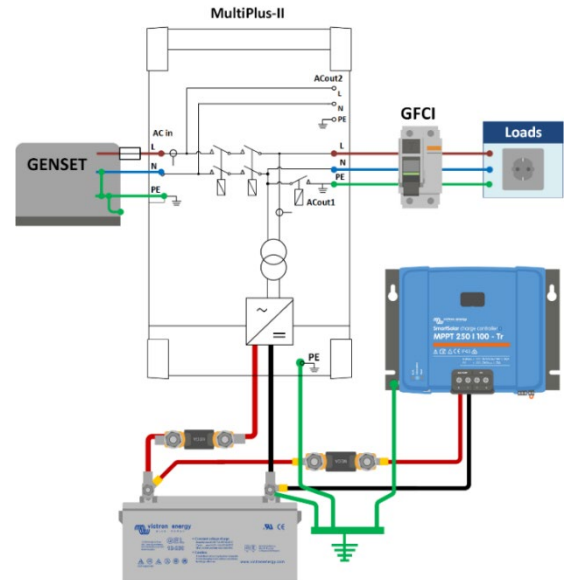 MultiPlus-II
ACout2
L
N
PE
GFCI
AC in
L
L
Loads
GENSET
N
N
PE
PE
ACout1
victron energy
SmartSolar charge controller
MPPT 250 | 100 - Tr
PE
victron energy